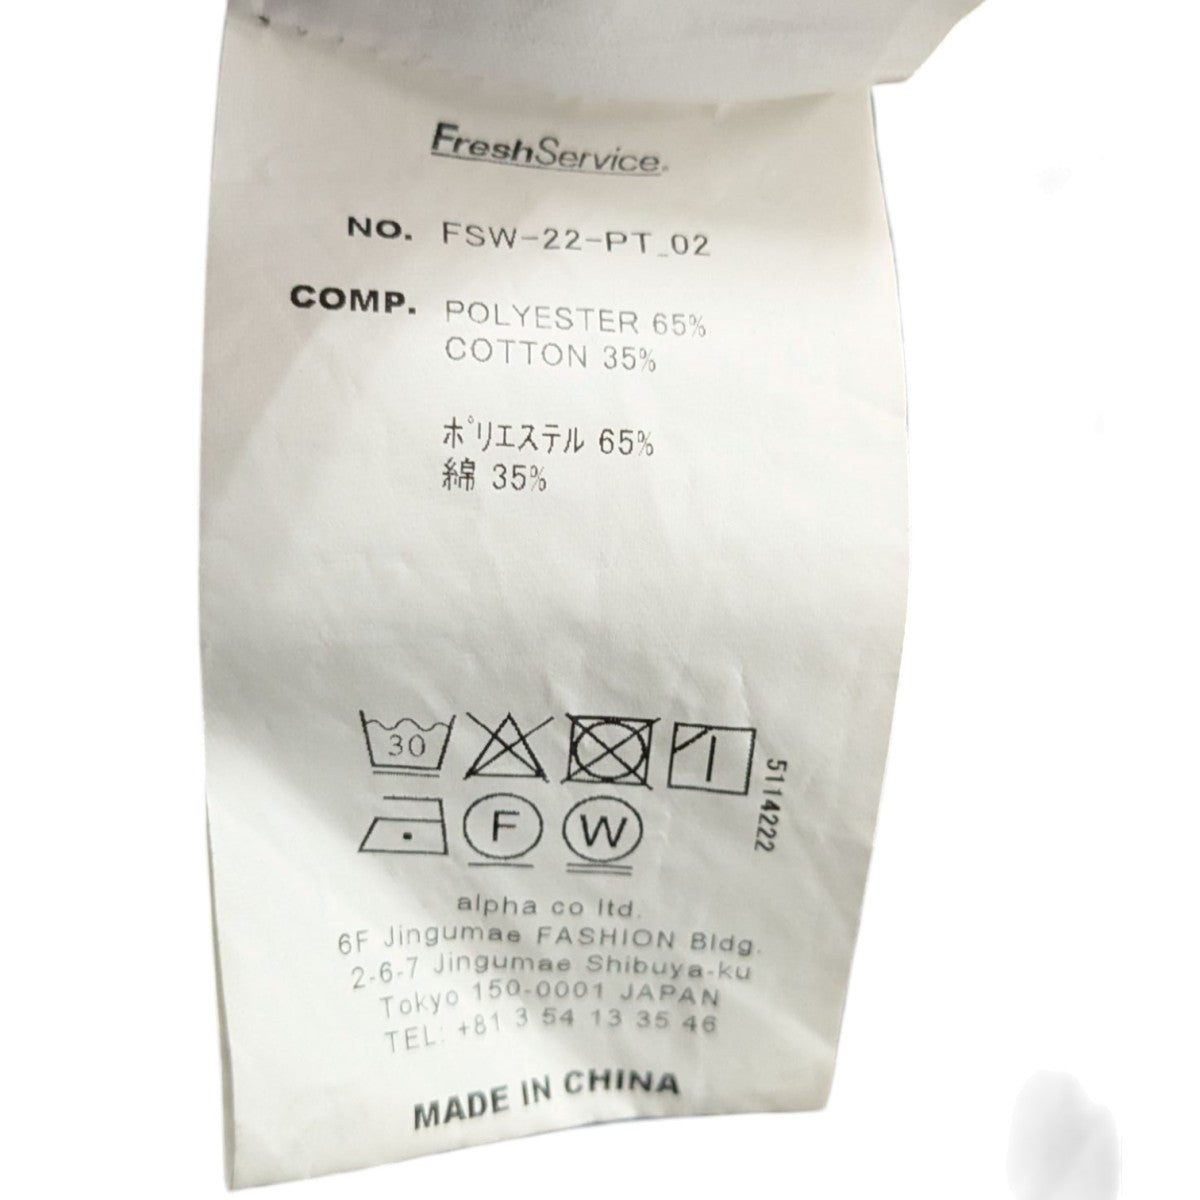 FreshService®
NO. FSW-22-PT_02
COMP. POLYESTER 65%
COTTON 35%
ポリエステル 65%
綿 35%
30
5114222
F W
alpha co ltd.
6F Jingumae FASHION Bldg.
2-6-7 Jingumae Shibuya-ku
Tokyo 150-0001 JAPAN
TEL: +81 3 54 13 35 46
MADE IN CHINA